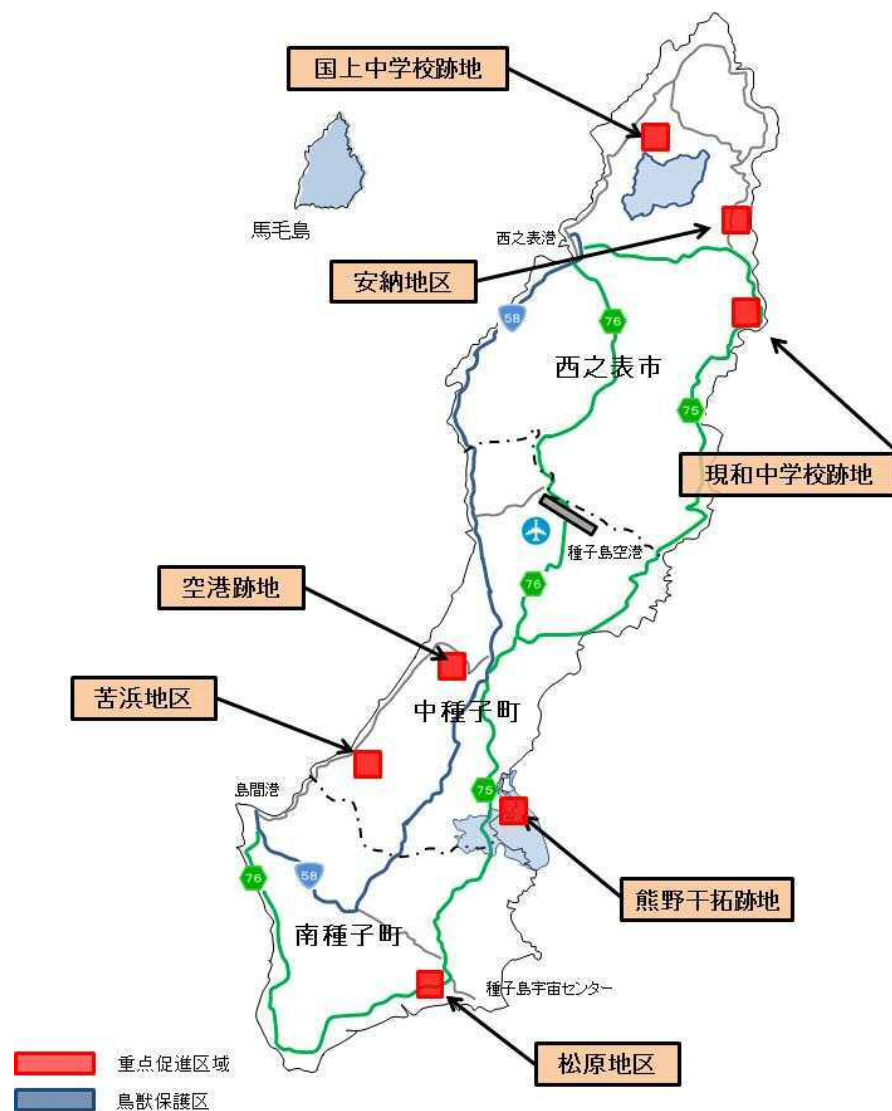 国上中学校跡地
馬毛島
西之表港
安納地区
58
76
西之表市
75
現和中学校跡地
種子島空港
空港跡地
76
苦浜地区
中種子町
島間港
75
76
58
熊野干拓跡地
南種子町
種子島宇宙センター
松原地区
重点促進区域
鳥獣保護区